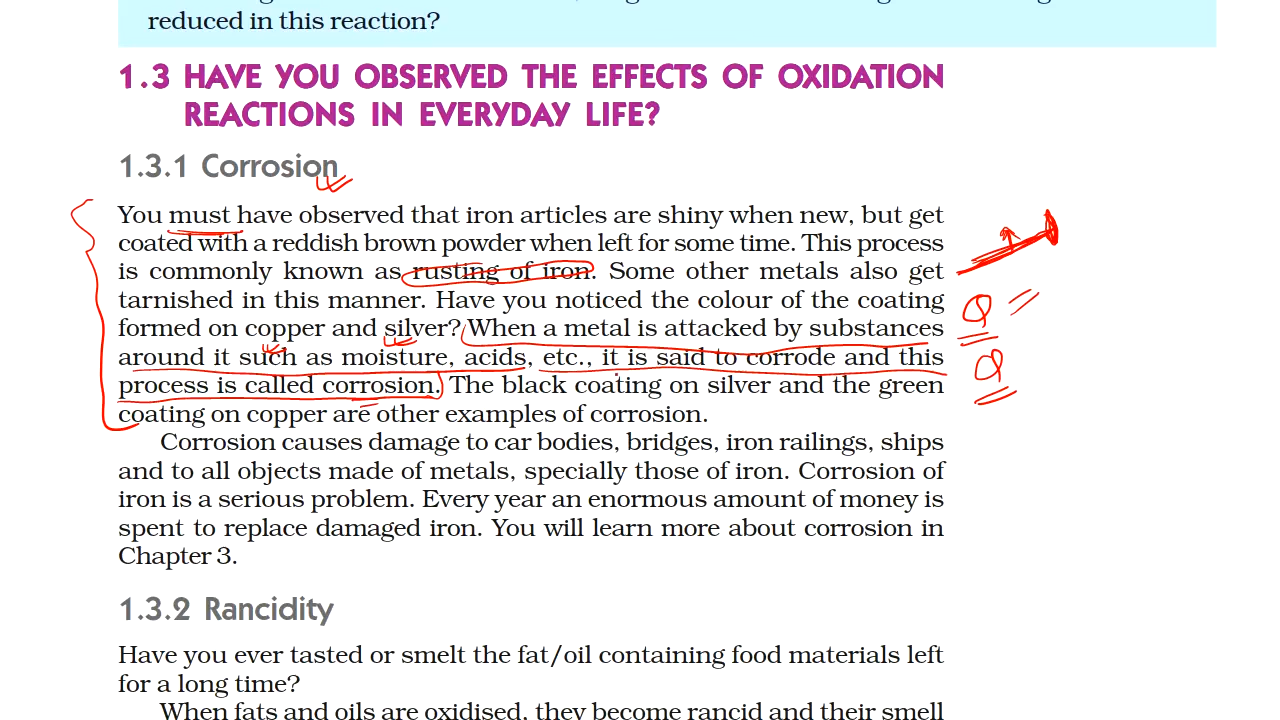 reduced in this reaction?
1.3 HAVE YOU OBSERVED THE EFFECTS OF OXIDATION
REACTIONS IN EVERYDAY LIFE?
1.3.1 Corrosion
You must have observed that iron articles are shiny when new, but get
coated with a reddish brown powder when left for some time. This process
is commonly known as rusting of iron. Some other metals also get
tarnished in this manner. Have you noticed the colour of the coating
formed on copper and silver? When a metal is attacked by substances
around it such as moisture, acids, etc., it is said to corrode and this
process is called corrosion. The black coating on silver and the green
coating on copper are other examples of corrosion.
Corrosion causes damage to car bodies, bridges, iron railings, ships
and to all objects made of metals, specially those of iron. Corrosion of
iron is a serious problem. Every year an enormous amount of money is
spent to replace damaged iron. You will learn more about corrosion in
Chapter 3.
Q
Q
1.3.2 Rancidity
Have you ever tasted or smelt the fat/oil containing food materials left
for a long time?
When fats and oils are oxidised, they become rancid and their smell